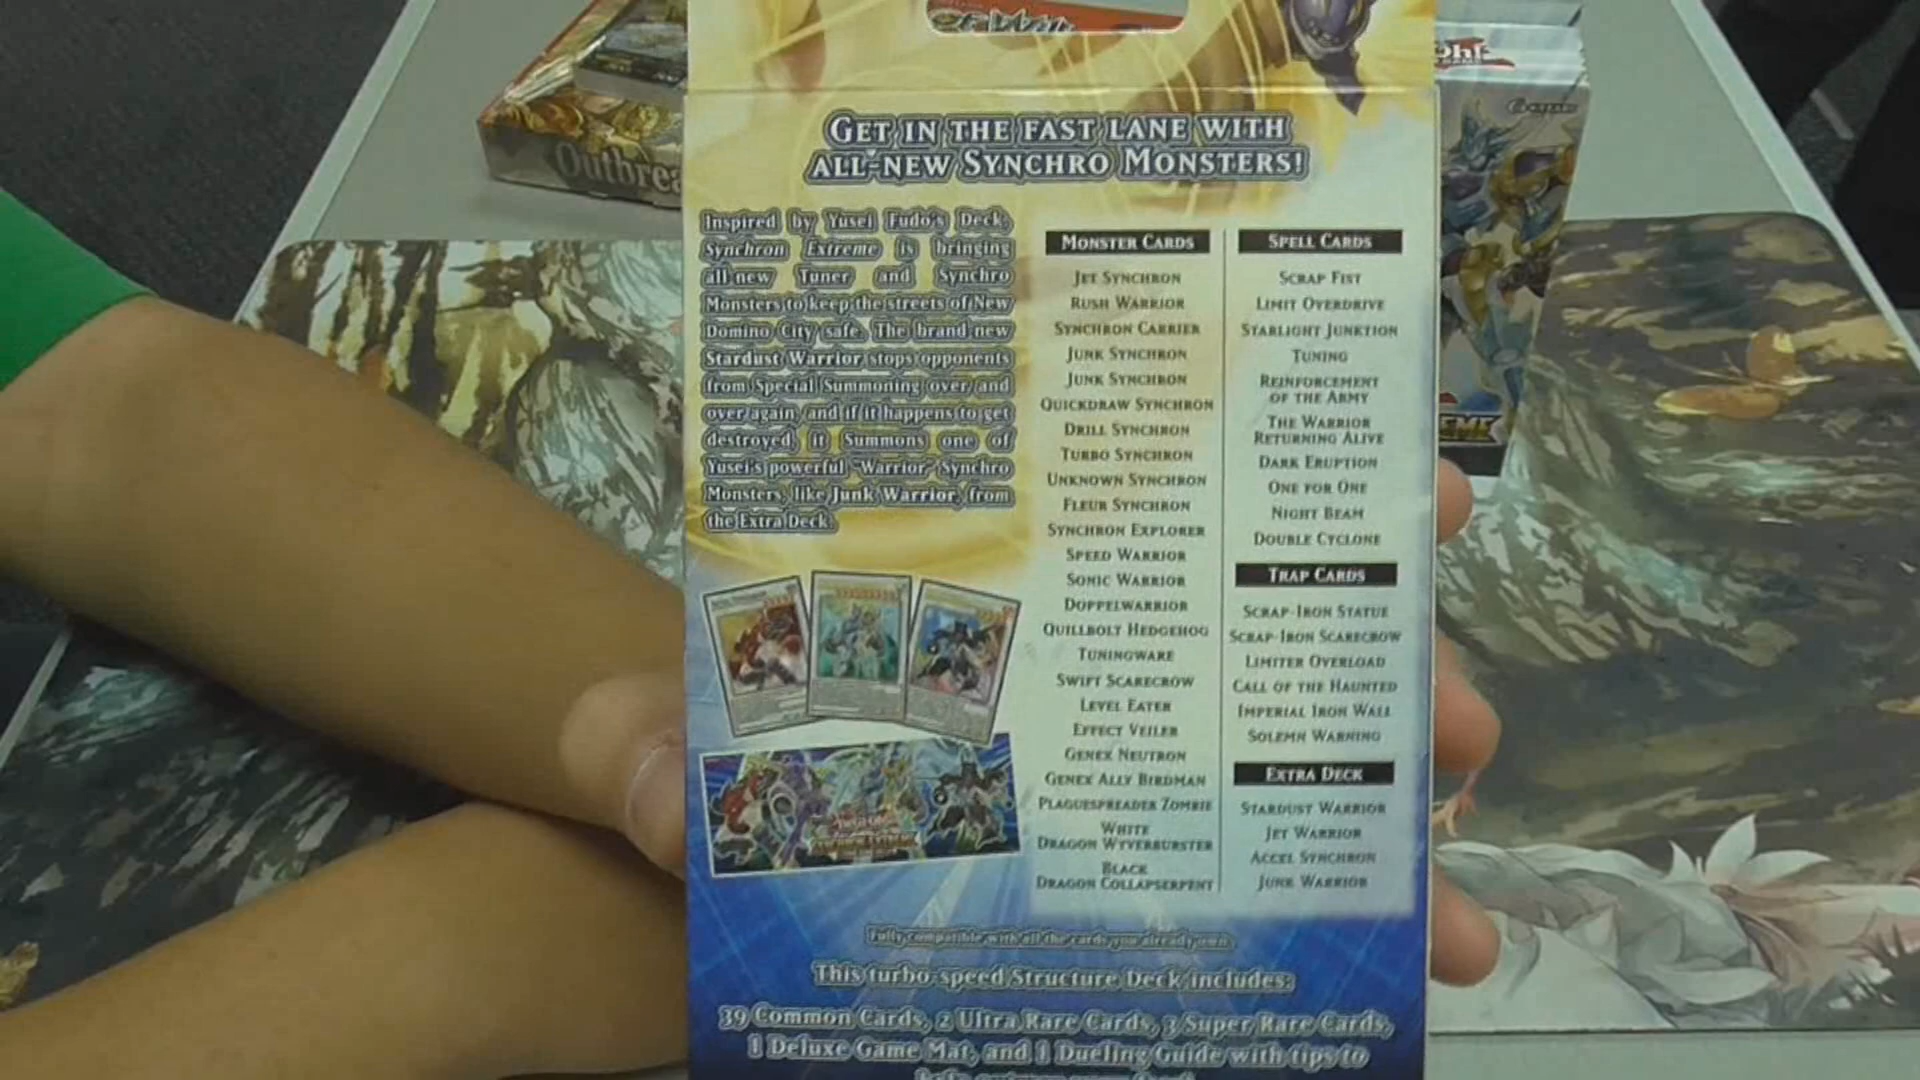 Outbrea
Oh!
EME
GET IN THE FAST LANE WITH
ALL-NEW SYNCHRO MONSTERS!
Inspired by Yusei Fudo's Deck,
Synchron Extreme is bringing
all-new Tuner and Synchro
Monsters to keep the streets of New
Domino City safe. The brand-new
Stardust Warrior stops opponents
from Special Summoning over and
over again, and if it happens to get
destroyed, it Summons one of
Yusei's powerful "Warrior" Synchro
Monsters, like Junk Warrior, from
the Extra Deck.
MONSTER CARDS
JET SYNCHRON
RUSH WARRIOR
SYNCHRON CARRIER
JUNK SYNCHRON
JUNK SYNCHRON
QUICKDRAW SYNCHRON
DRILL SYNCHRON
TURBO SYNCHRON
UNKNOWN SYNCHRON
FLEUR SYNCHRON
SYNCHRON EXPLORER
SPEED WARRIOR
SONIC WARRIOR
DOPPELWARRIOR
QUILLBOLT HEDGEHOG
TUNINGWARE
SWIFT SCARECROW
LEVEL EATER
EFFECT VEILER
GENEX NEUTRON
GENEX ALLY BIRDMAN
PLAGUESPREADER ZOMBIE
WHITE
DRAGON WYVERBURSTER
BLACK
DRAGON COLLAPSERPENT
SPELL CARDS
SCRAP FIST
LIMIT OVERDRIVE
STARLIGHT JUNKTION
TUNING
REINFORCEMENT
OF THE ARMY
THE WARRIOR
RETURNING ALIVE
DARK ERUPTION
ONE FOR ONE
NIGHT BEAM
DOUBLE CYCLONE
TRAP CARDS
SCRAP-IRON STATUE
SCRAP-IRON SCARECROW
LIMITER OVERLOAD
CALL OF THE HAUNTED
IMPERIAL IRON WALL
SOLEMN WARNING
EXTRA DECK
STARDUST WARRIOR
JET WARRIOR
ACCEL SYNCHRON
JUNK WARRIOR
Fully compatible with all the cards you already own.
This turbo-speed Structure Deck includes:
39 Common Cards, 2 Ultra Rare Cards, 3 Super Rare Cards,
1 Deluxe Game Mat, and 1 Dueling Guide with tips to